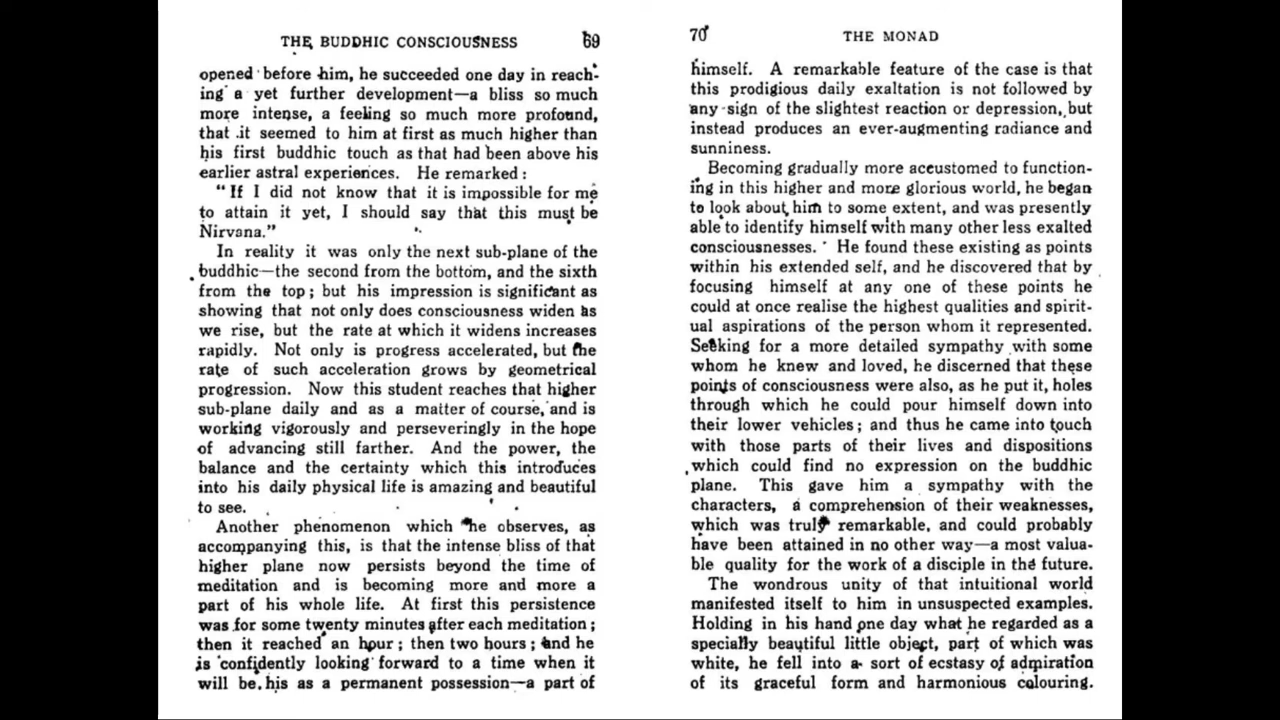 THE BUDDHIC CONSCIOUSNESS 69
opened before him, he succeeded one day in reach-
ing a yet further development—a bliss so much
more intense, a feeling so much more profound,
that it seemed to him at first as much higher than
his first buddhic touch as that had been above his
earlier astral experiences. He remarked:
"If I did not know that it is impossible for me
to attain it yet, I should say that this must be
Nirvana."
In reality it was only the next sub-plane of the
buddhic—the second from the bottom, and the sixth
from the top; but his impression is significant as
showing that not only does consciousness widen as
we rise, but the rate at which it widens increases
rapidly. Not only is progress accelerated, but the
rate of such acceleration grows by geometrical
progression. Now this student reaches that higher
sub-plane daily and as a matter of course, and is
working vigorously and perseveringly in the hope
of advancing still farther. And the power, the
balance and the certainty which this introduces
into his daily physical life is amazing and beautiful
to see.
Another phenomenon which he observes, as
accompanying this, is that the intense bliss of that
higher plane now persists beyond the time of
meditation and is becoming more and more a
part of his whole life. At first this persistence
was for some twenty minutes after each meditation;
then it reached an hour; then two hours; and he
is confidently looking forward to a time when it
will be his as a permanent possession—a part of
70 THE MONAD
himself. A remarkable feature of the case is that
this prodigious daily exaltation is not followed by
any sign of the slightest reaction or depression, but
instead produces an ever-augmenting radiance and
sunniness.
Becoming gradually more accustomed to function-
ing in this higher and more glorious world, he began
to look about him to some extent, and was presently
able to identify himself with many other less exalted
consciousnesses. He found these existing as points
within his extended self, and he discovered that by
focusing himself at any one of these points he
could at once realise the highest qualities and spirit-
ual aspirations of the person whom it represented.
Seeking for a more detailed sympathy with some
whom he knew and loved, he discerned that these
points of consciousness were also, as he put it, holes
through which he could pour himself down into
their lower vehicles; and thus he came into touch
with those parts of their lives and dispositions
which could find no expression on the buddhic
plane. This gave him a sympathy with the
characters, a comprehension of their weaknesses,
which was truly remarkable, and could probably
have been attained in no other way—a most valua-
ble quality for the work of a disciple in the future.
The wondrous unity of that intuitional world
manifested itself to him in unsuspected examples.
Holding in his hand one day what he regarded as a
specially beautiful little object, part of which was
white, he fell into a sort of ecstasy of admiration
of its graceful form and harmonious colouring.